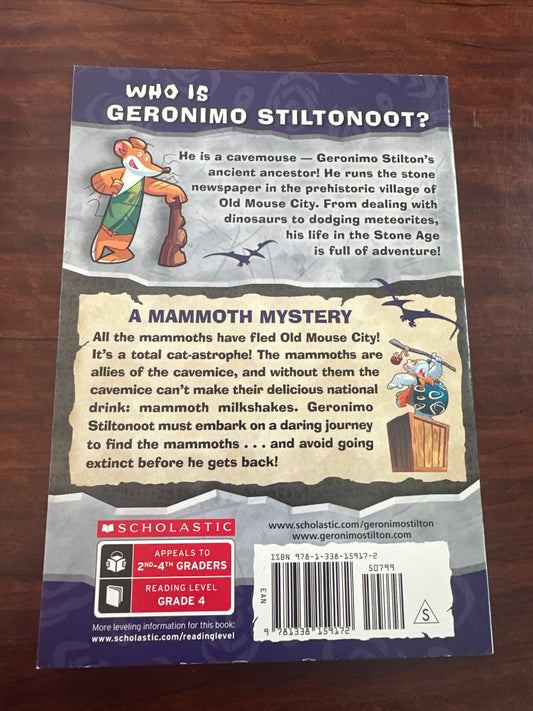 WHO IS
GERONIMO STILTONOOT?
He is a cavemouse — Geronimo Stilton's
ancient ancestor! He runs the stone
newspaper in the prehistoric village of
Old Mouse City. From dealing with
dinosaurs to dodging meteorites,
his life in the Stone Age
is full of adventure!
A MAMMOTH MYSTERY
All the mammoths have fled Old Mouse City!
It's a total cat-astrophe! The mammoths are
allies of the cavemice, and without them the
cavemice can't make their delicious national
drink: mammoth milkshakes. Geronimo
Stiltonoot must embark on a daring journey
to find the mammoths . . . and avoid going
extinct before he gets back!
SCHOLASTIC
APPEALS TO
2ND-4TH GRADERS
READING LEVEL
GRADE 4
More leveling information for this book:
www.scholastic.com/readinglevel
www.scholastic.com/geronimostilton
www.geronimostilton.com
ISBN 978-1-338-15917-2
50799
EAN
9 781338 159172
S